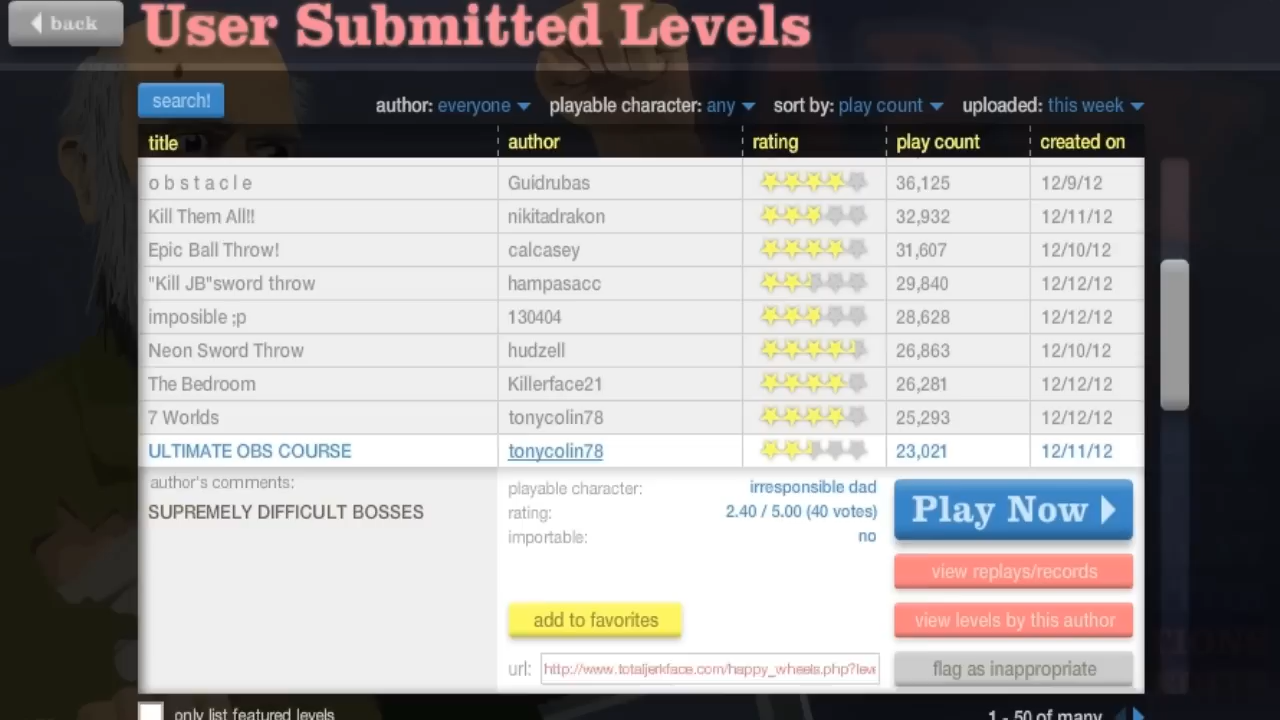 back
User Submitted Levels
search!
author: everyone playable character: any sort by: play count uploaded: this week
title author rating play count created on
o b s t a c l e Guidrubas 36,125 12/9/12
Kill Them All!! nikitadrakon 32,932 12/11/12
Epic Ball Throw! calcasey 31,607 12/10/12
"Kill JB"sword throw hampasacc 29,840 12/12/12
imposible ;p 130404 28,628 12/12/12
Neon Sword Throw hudzell 26,863 12/10/12
The Bedroom Killerface21 26,281 12/12/12
7 Worlds tonycolin78 25,293 12/12/12
ULTIMATE OBS COURSE tonycolin78 23,021 12/11/12
author's comments:
SUPREMELY DIFFICULT BOSSES
playable character: irresponsible dad
rating: 2.40 / 5.00 (40 votes)
importable: no
add to favorites
url: http://www.totaljerkface.com/happy_wheels.php?leve
Play Now
view replays/records
view levels by this author
flag as inappropriate
only list featured levels
1 - 50 of many